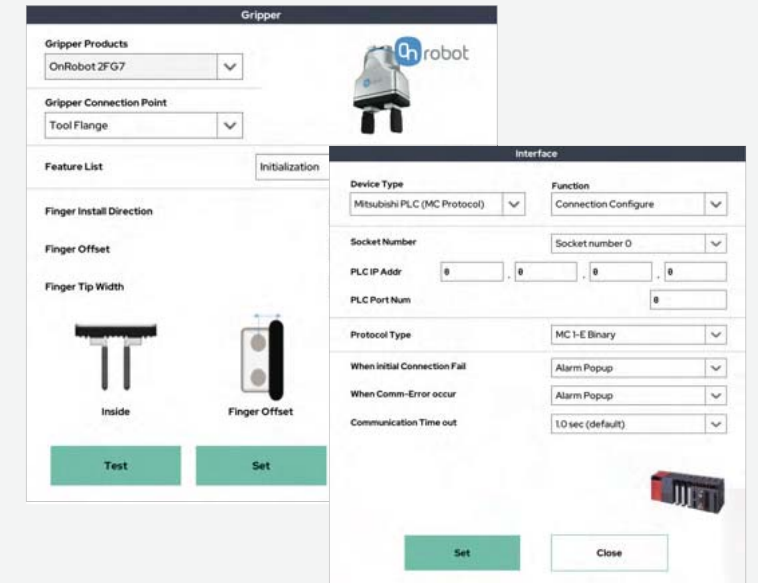 Gripper
Gripper Products
OnRobot 2FG7
On robot
Gripper Connection Point
Tool Flange
Feature List
Initialization
Finger Install Direction
Finger Offset
Finger Tip Width
Inside
Finger Offset
Test
Set
Interface
Device Type
Function
Mitsubishi PLC (MC Protocol)
Connection Configure
Socket Number
Socket number 0
PLC IP Addr
0 . 0 . 0 . 0
PLC Port Num
0
Protocol Type
MC 1-E Binary
When initial Connection Fail
Alarm Popup
When Comm-Error occur
Alarm Popup
Communication Time out
1.0 sec (default)
Set
Close